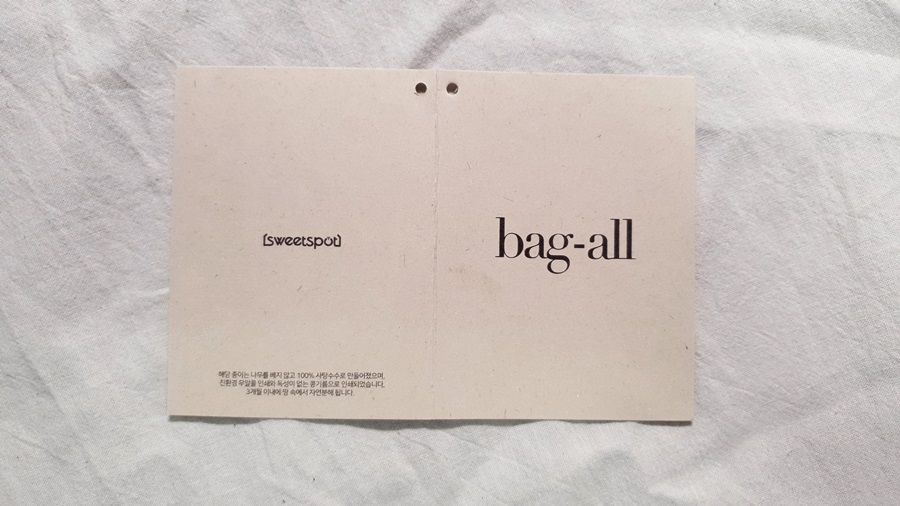 [sweetspot]
bag-all
해당 종이는 나무를 베지 않고 100% 사탕수수로 만들어졌으며,
친환경 무알콜 인쇄와 독성이 없는 콩기름으로 인쇄되었습니다.
3개월 이내에 땅 속에서 자연분해 됩니다.